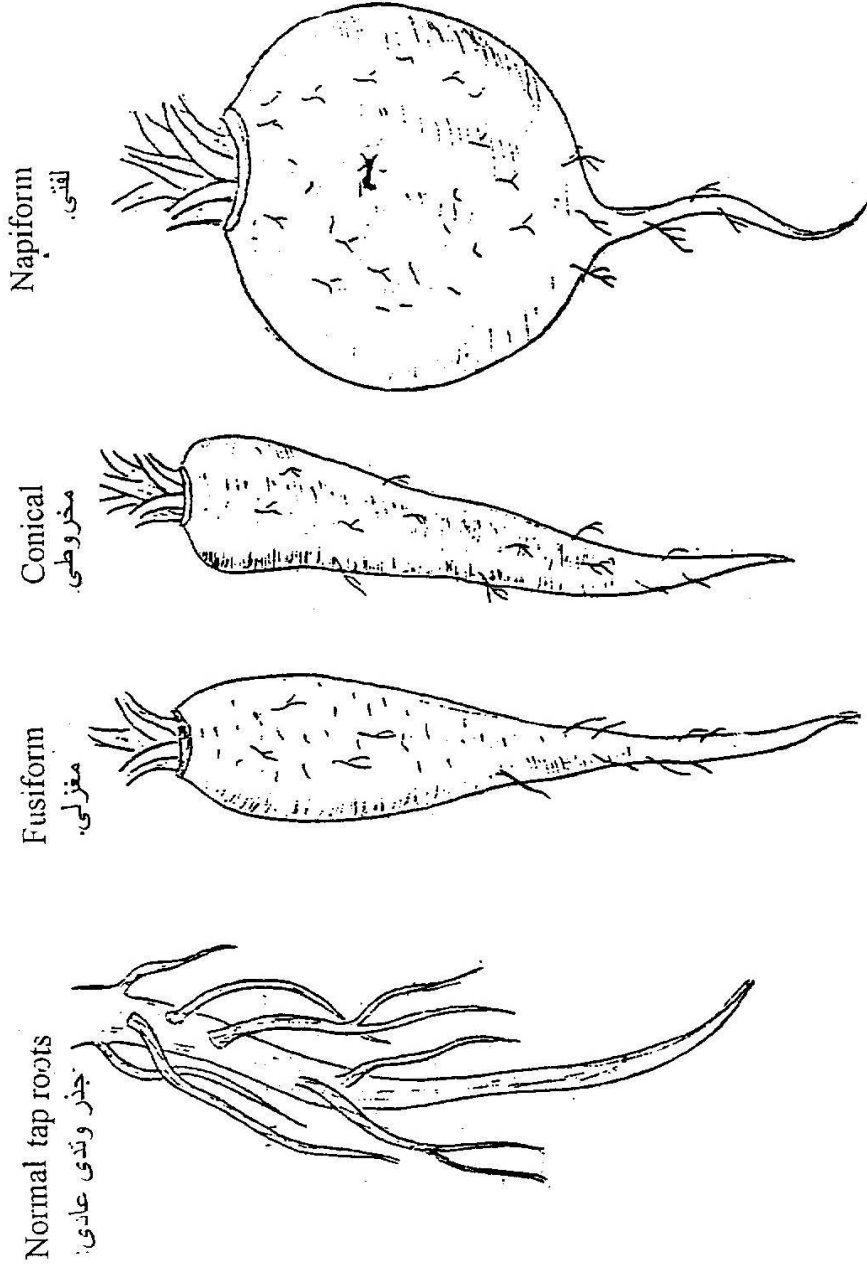 Normal tap roots
جذر وتدى عادى:
Fusiform
مغزلى.
Conical
مخروطى.
Napiform
لفتى.